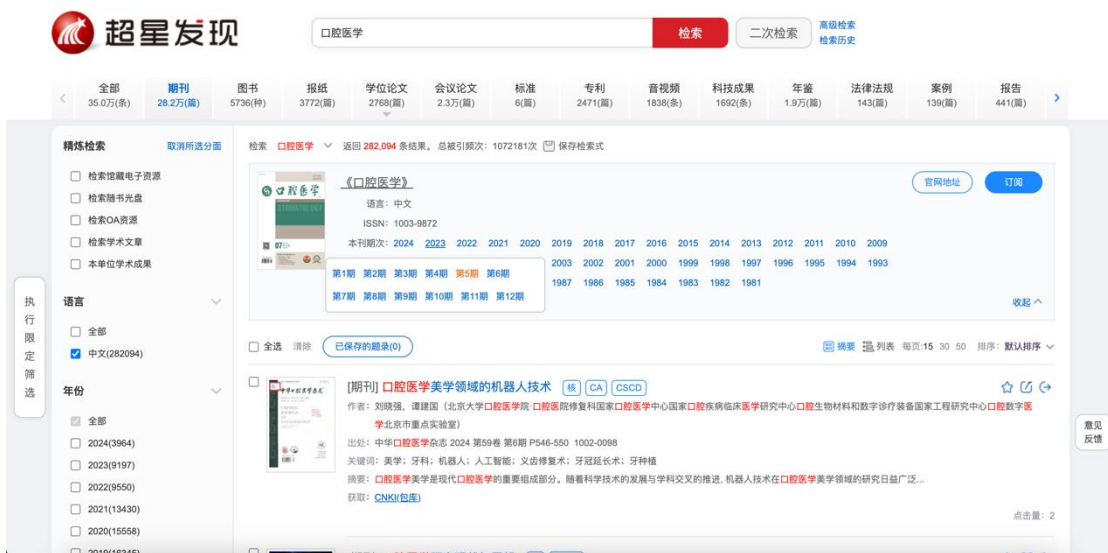 超星发现
口腔医学
检索
二次检索
高级检索
检索历史
全部 期刊 图书 报纸 学位论文 会议论文 标准 专利 音视频 科技成果 年鉴 法律法规 案例 报告
35.0万(条) 28.2万(篇) 5736(种) 3772(篇) 2768(篇) 2.3万(篇) 6(篇) 2471(篇) 1838(条) 1692(条) 1.9万(篇) 143(篇) 139(篇) 441(篇)
精炼检索 取消所选分面
检索馆藏电子资源
检索随书光盘
检索OA资源
检索学术文章
本单位学术成果
语言
全部
中文(282094)
年份
全部
2024(3964)
2023(9197)
2022(9550)
2021(13430)
2020(15558)
2019(16345)
执行限定筛选
检索 口腔医学 返回 282,094 条结果。总被引频次：1072181次 保存检索式
口腔医学
07
《口腔医学》
官网地址 订阅
语言：中文
ISSN：1003-9872
本刊期次：2024 2023 2022 2021 2020 2019 2018 2017 2016 2015 2014 2013 2012 2011 2010 2009
2003 2002 2001 2000 1999 1998 1997 1996 1995 1994 1993
1987 1986 1985 1984 1983 1982 1981
第1期 第2期 第3期 第4期 第5期 第6期
第7期 第8期 第9期 第10期 第11期 第12期
收起
全选 清除 已保存的题录(0) 摘要 列表 每页:15 30 50 排序：默认排序
[期刊] 口腔医学美学领域的机器人技术 核 CA CSCD
作者：刘晓强，谭建国（北京大学口腔医学院·口腔医院修复科国家口腔医学中心国家口腔疾病临床医学研究中心口腔生物材料和数字诊疗装备国家工程研究中心口腔数字医
学北京市重点实验室）
出处：中华口腔医学杂志 2024 第59卷 第6期 P546-550 1002-0098
关键词：美学；牙科；机器人；人工智能；义齿修复术；牙冠延长术；牙种植
摘要：口腔医学美学是现代口腔医学的重要组成部分。随着科学技术的发展与学科交叉的推进，机器人技术在口腔医学美学领域的研究日益广泛...
获取：CNKI(包库)
点击量：2
意见
反馈